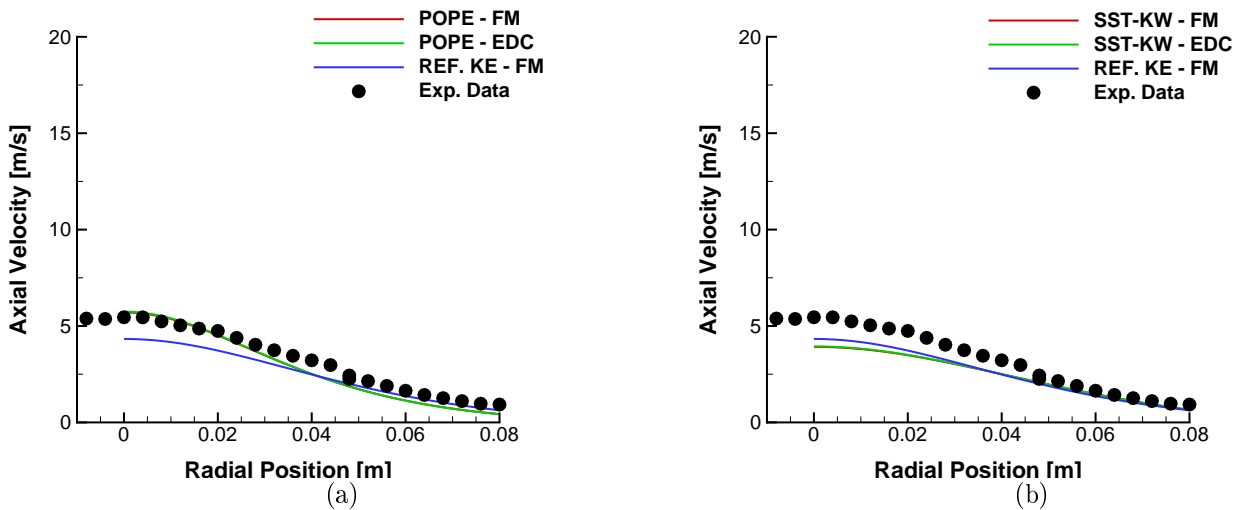 POPE - FM
POPE - EDC
REF. KE - FM
Exp. Data
20
15
10
5
0
Axial Velocity [m/s]
0 0.02 0.04 0.06 0.08
Radial Position [m]
(a)
SST-KW - FM
SST-KW - EDC
REF. KE - FM
Exp. Data
20
15
10
5
0
Axial Velocity [m/s]
0 0.02 0.04 0.06 0.08
Radial Position [m]
(b)